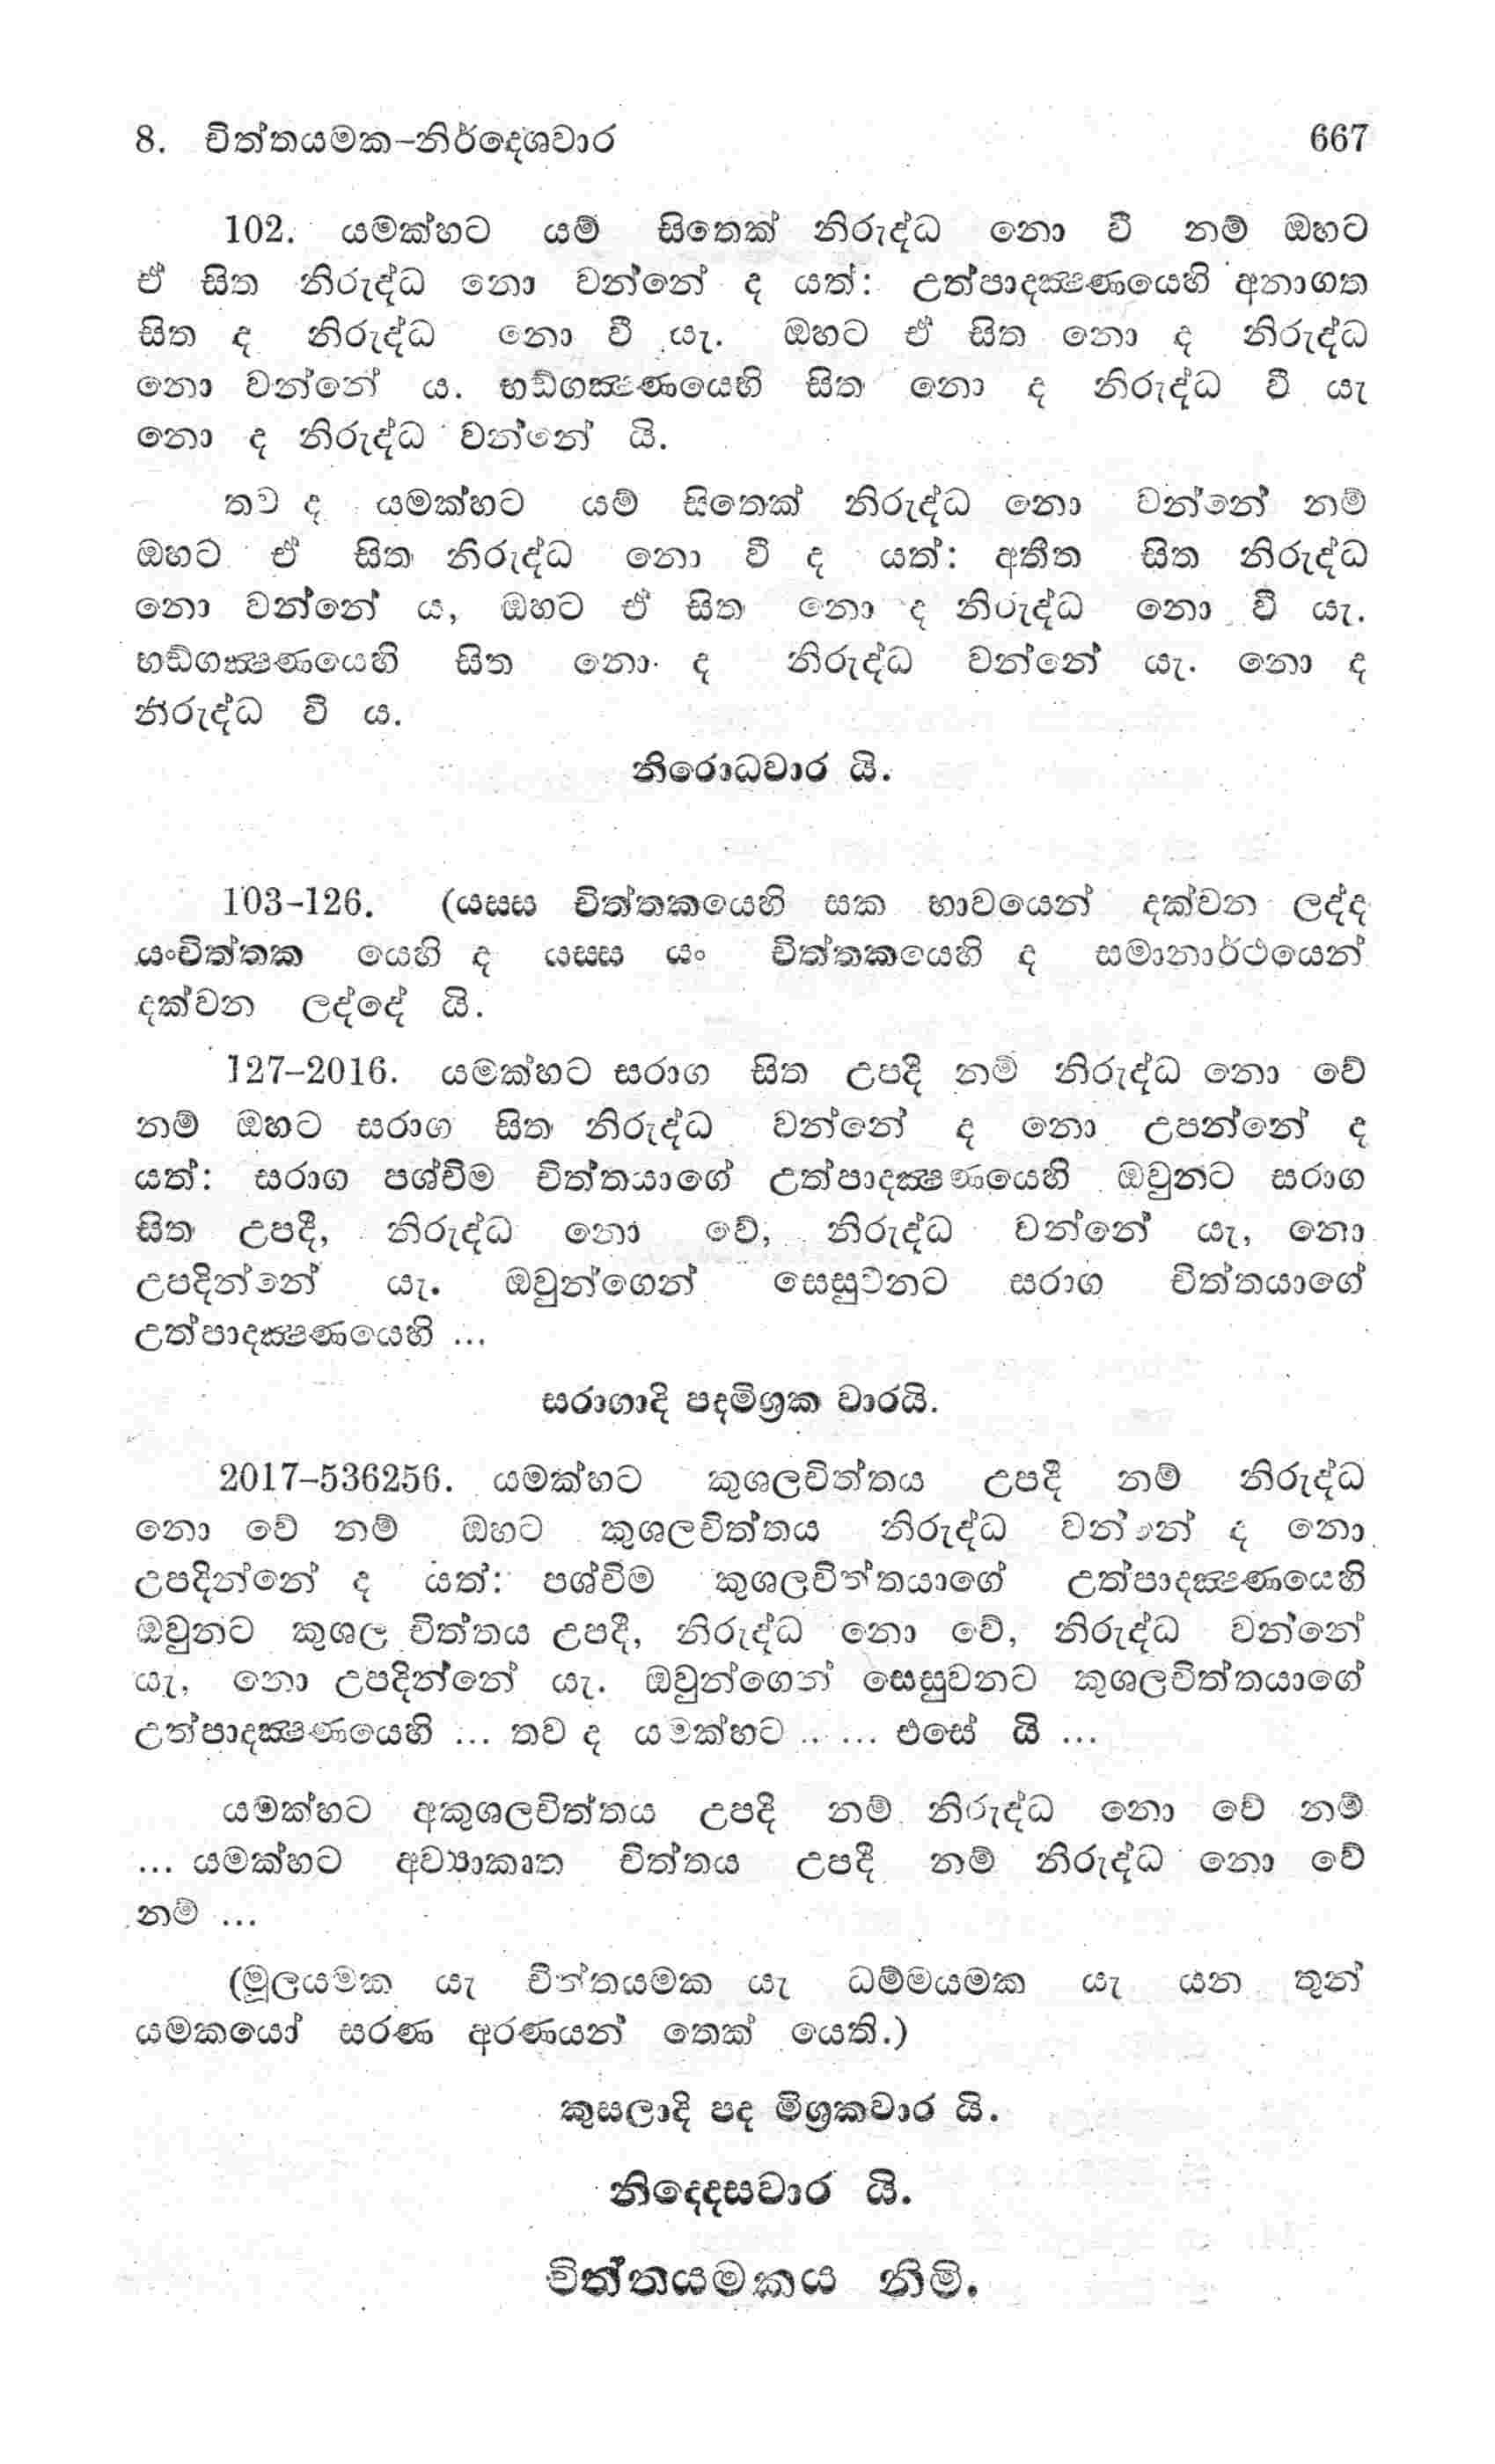 8. චිත්තයමක-නිර්දෙශවාර 667
102. යමක්හට යම් සිතෙක් නිරුද්ධ නො වී නම් ඔහට
ඒ සිත නිරුද්ධ නො වන්නේ ද යත්: උත්පාදක්‍ෂණයෙහි අනාගත
සිත ද නිරුද්ධ නො වී යැ. ඔහට ඒ සිත නො ද නිරුද්ධ
නො වන්නේ ය. භඩ්ගක්‍ෂණයෙහි සිත නො ද නිරුද්ධ වී යැ
නො ද නිරුද්ධ වන්නේ යි.
තව ද යමක්හට යම් සිතෙක් නිරුද්ධ නො වන්නේ නම්
ඔහට ඒ සිත නිරුද්ධ නො වී ද යත්: අතීත සිත නිරුද්ධ
නො වන්නේ ය, ඔහට ඒ සිත නො ද නිරුද්ධ නො වී යැ.
භඩ්ගක්‍ෂණයෙහි සිත නො ද නිරුද්ධ වන්නේ යැ. නො ද
නිරුද්ධ වී ය.
නිරොධවාර යි.
103-126. (යසස චිත්තකයෙහි සක භාවයෙන් දක්වන ලද්ද
යංචිත්තක යෙහි ද යසස යං චිත්තකයෙහි ද සමානාර්ථයෙන්
දක්වන ලද්දේ යි.
127-2016. යමක්හට සරාග සිත උපදී නම් නිරුද්ධ නො වේ
නම් ඔහට සරාග සිත නිරුද්ධ වන්නේ ද නො උපන්නේ ද
යත්: සරාග පශ්චිම චිත්තයාගේ උත්පාදක්‍ෂණයෙහි ඔවුනට සරාග
සිත උපදී, නිරුද්ධ නො වේ, නිරුද්ධ වන්නේ යැ, නො
උපදින්නේ යැ. ඔවුන්ගෙන් සෙසුවනට සරාග චිත්තයාගේ
උත්පාදක්‍ෂණයෙහි ...
සරාගාදි පදමිශ්‍රක වාරයි.
2017-536256. යමක්හට කුශලචිත්තය උපදී නම් නිරුද්ධ
නො වේ නම් ඔහට කුශලචිත්තය නිරුද්ධ වන්නේ ද නො
උපදින්නේ ද යත්: පශ්චිම කුශලචිත්තයාගේ උත්පාදක්‍ෂණයෙහි
ඔවුනට කුශල චිත්තය උපදී, නිරුද්ධ නො වේ, නිරුද්ධ වන්නේ
යැ, නො උපදින්නේ යැ. ඔවුන්ගෙන් සෙසුවනට කුශලචිත්තයාගේ
උත්පාදක්‍ෂණයෙහි ... තව ද යමක්හට ... ... එසේ යි ...
යමක්හට අකුශලචිත්තය උපදී නම් නිරුද්ධ නො වේ නම්
... යමක්හට අව්‍යාකෘත චිත්තය උපදී නම් නිරුද්ධ නො වේ
නම් ...
(මූලයමක යැ චිත්තයමක යැ ධම්මයමක යැ යන තුන්
යමකයෝ සරණ අරණයන් තෙක් යෙති.)
කුසලාදි පද මිශ්‍රකවාර යි.
නිදෙදසවාර යි.
චිත්තයමකය නිමි.